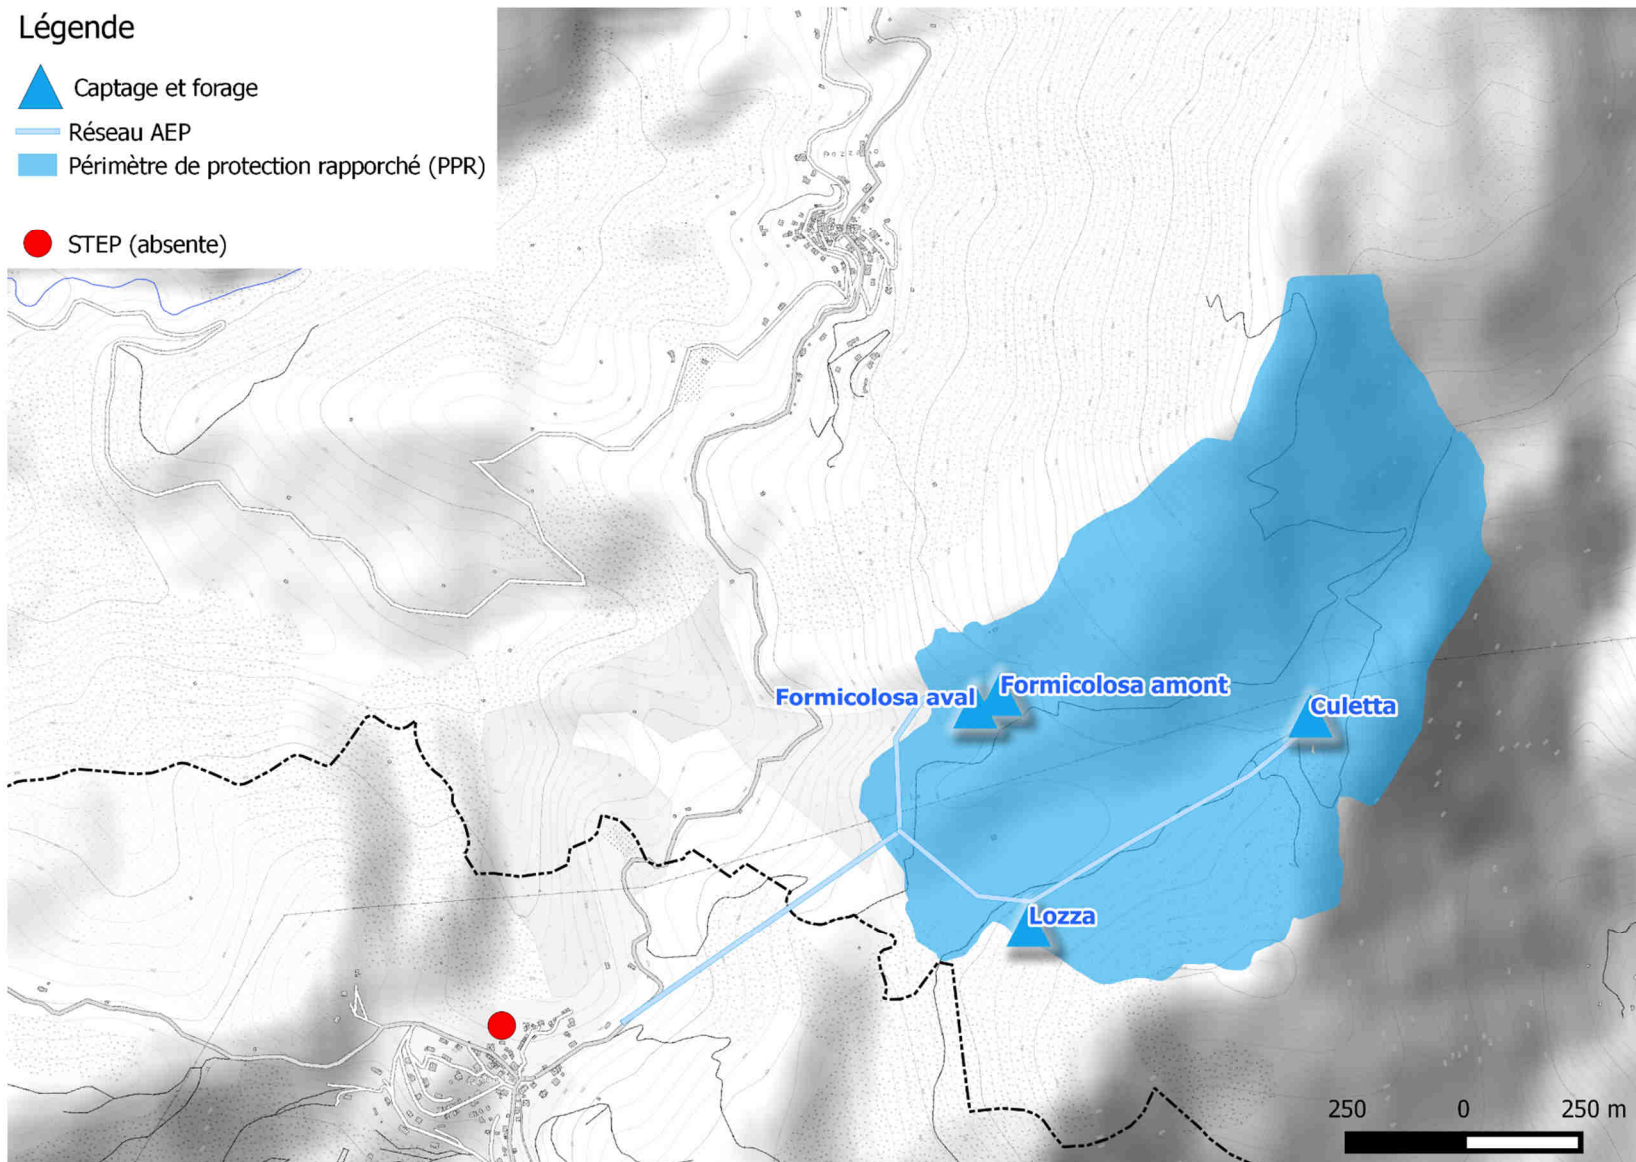 Légende
Captage et forage
Réseau AEP
Périmètre de protection rapporché (PPR)
STEP (absente)
Formicolosa aval
Formicolosa amont
Culetta
Lozza
250 0 250 m